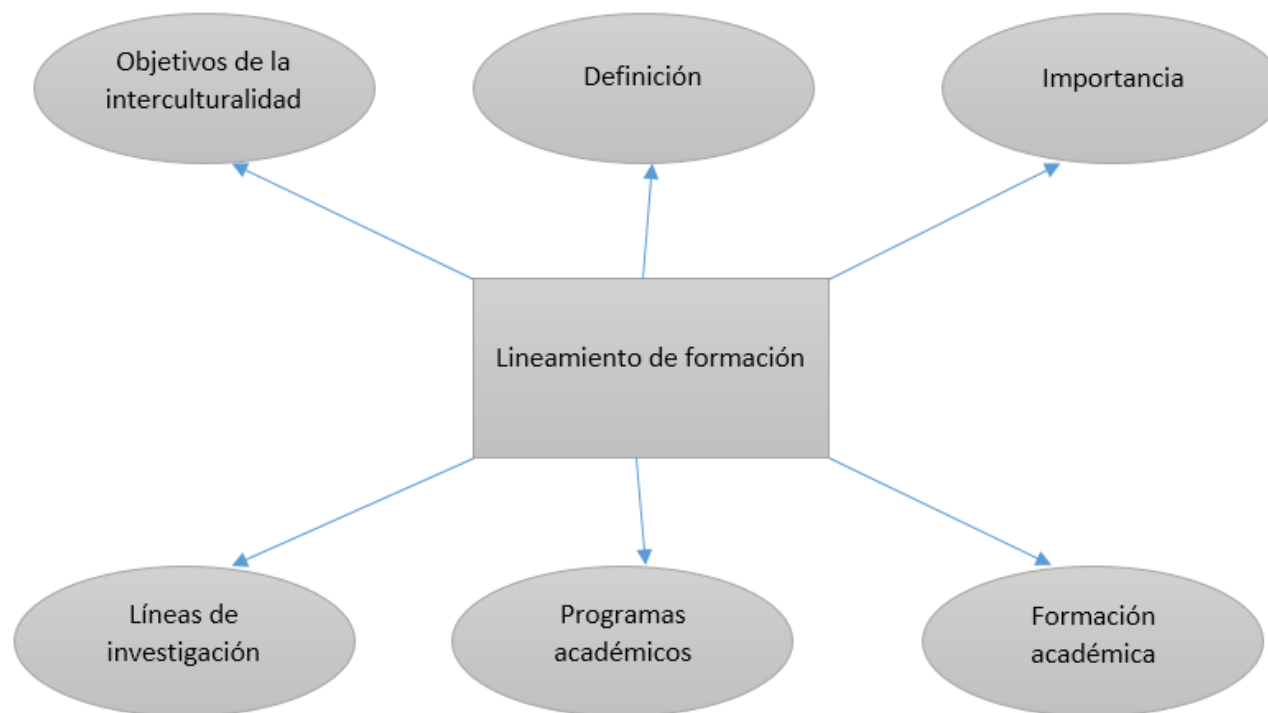 Objetivos de la
interculturalidad
Definición
Importancia
Lineamiento de formación
Líneas de
investigación
Programas
académicos
Formación
académica